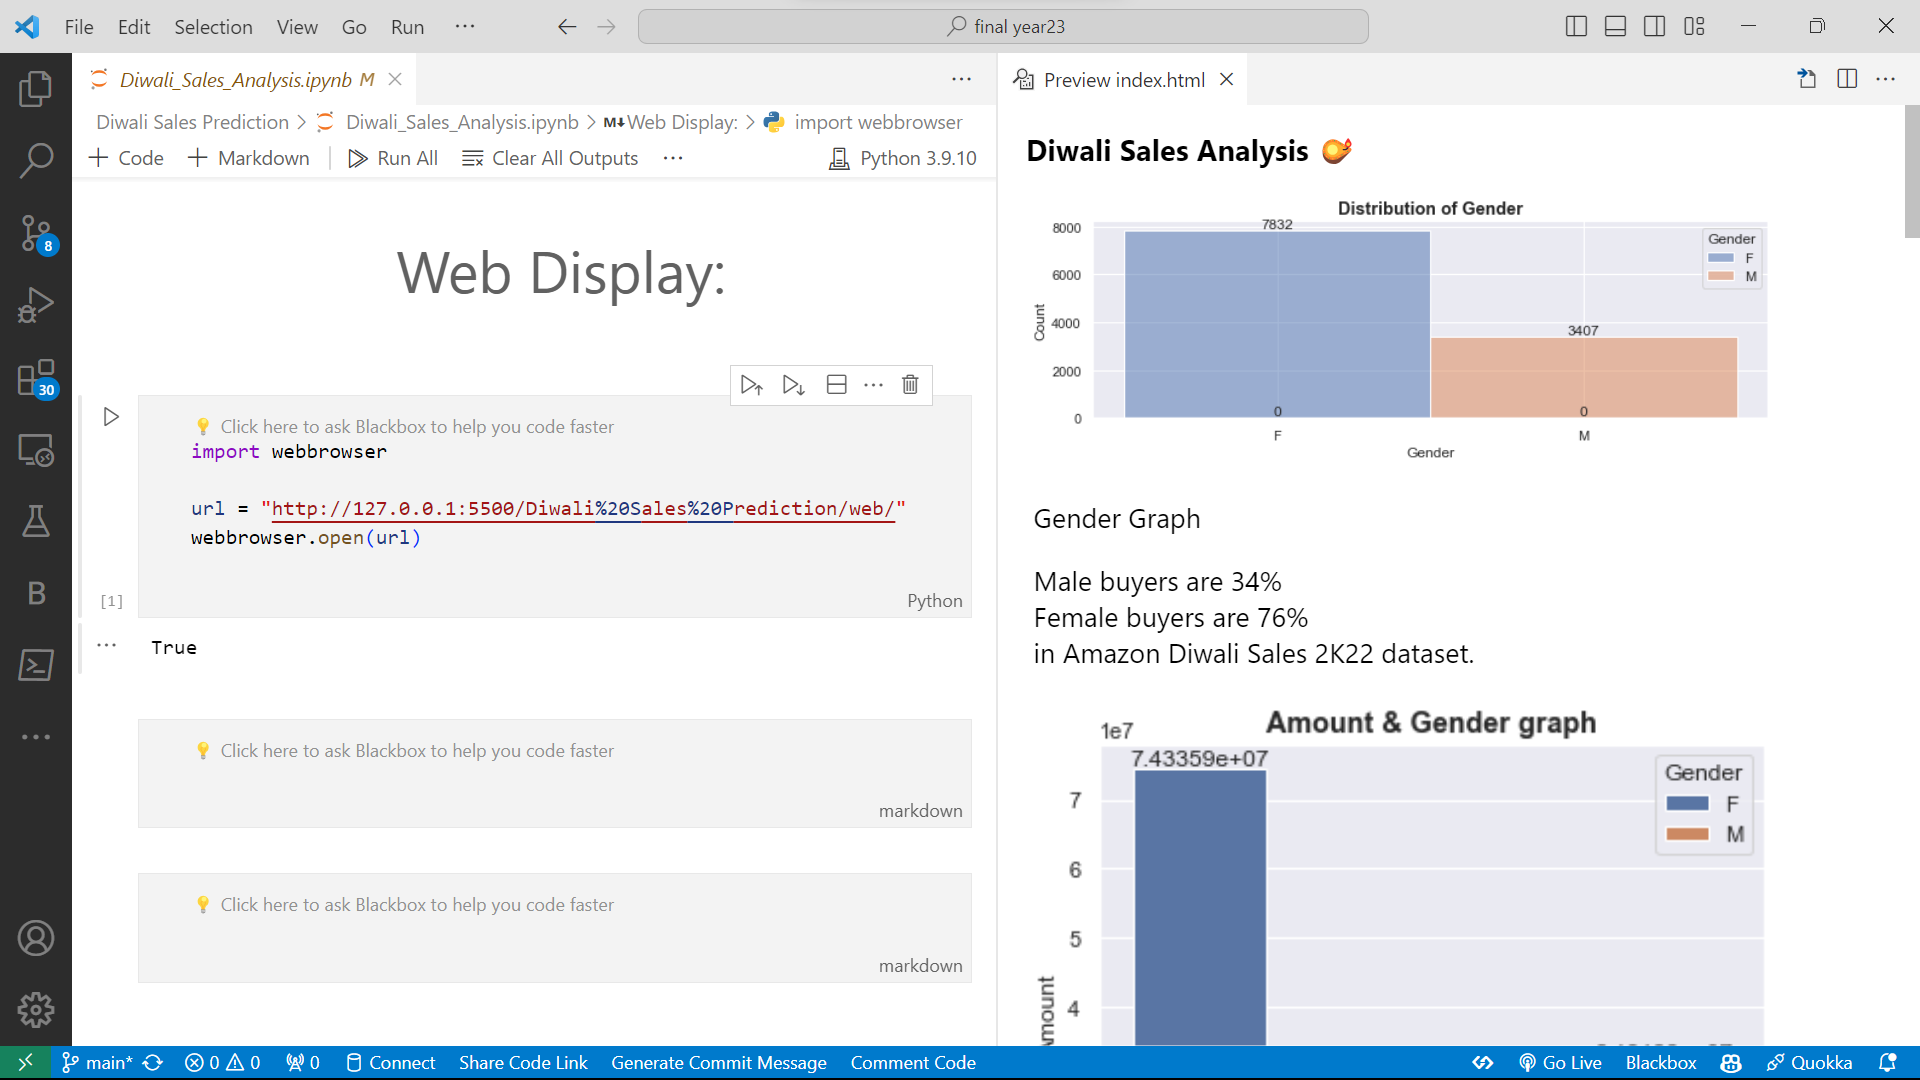 File Edit Selection View Go Run ...
final year23
Diwali_Sales_Analysis.ipynb M
Preview index.html
Diwali Sales Prediction > Diwali_Sales_Analysis.ipynb > M↓Web Display: > import webbrowser
+ Code + Markdown Run All Clear All Outputs ... Python 3.9.10
Web Display:
Click here to ask Blackbox to help you code faster
import webbrowser
url = "http://127.0.0.1:5500/Diwali%20Sales%20Prediction/web/"
webbrowser.open(url)
[1]
Python
True
Click here to ask Blackbox to help you code faster
markdown
Click here to ask Blackbox to help you code faster
markdown
Diwali Sales Analysis
Distribution of Gender
8000
6000
4000
2000
0
Count
7832
3407
0
0
F
M
Gender
Gender
F
M
Gender Graph
Male buyers are 34%
Female buyers are 76%
in Amazon Diwali Sales 2K22 dataset.
Amount & Gender graph
1e7
7.43359e+07
7
6
5
4
Gender
F
M
8
30
B
main* 0 0 0 Connect Share Code Link Generate Commit Message Comment Code
Go Live Blackbox Quokka